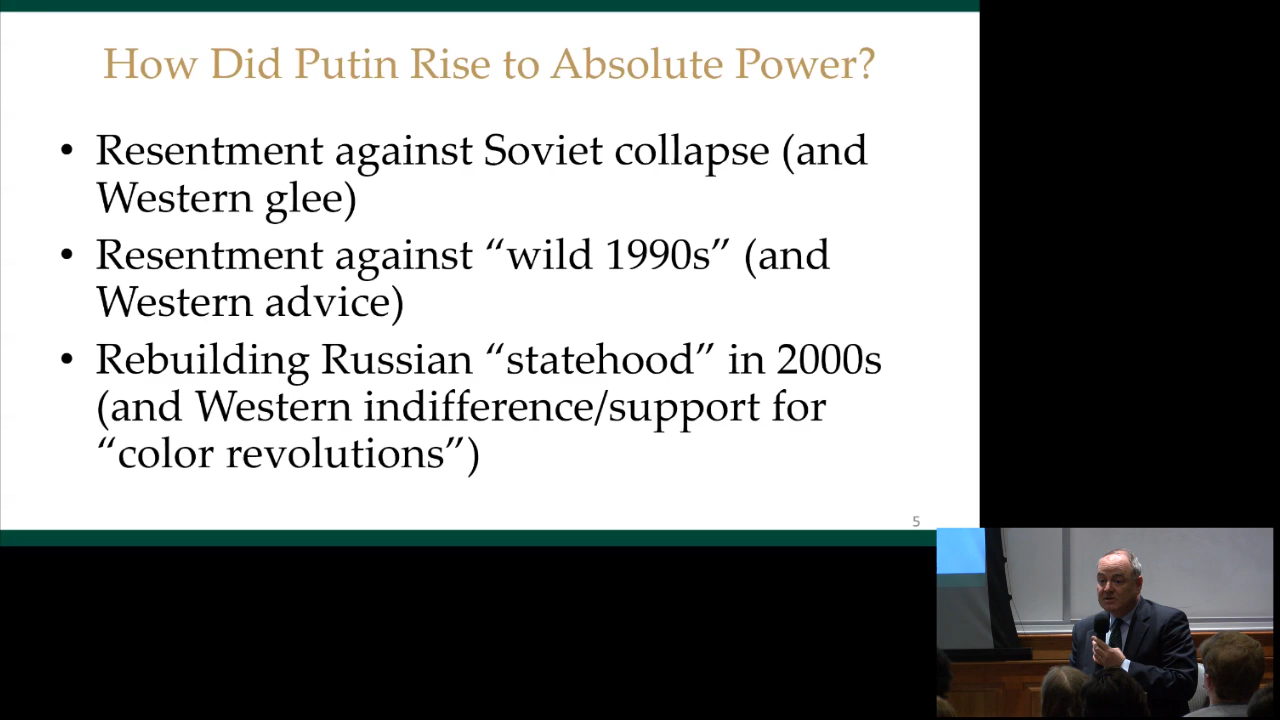 How Did Putin Rise to Absolute Power?
• Resentment against Soviet collapse (and
Western glee)
• Resentment against “wild 1990s” (and
Western advice)
• Rebuilding Russian “statehood” in 2000s
(and Western indifference/support for
“color revolutions”)
5